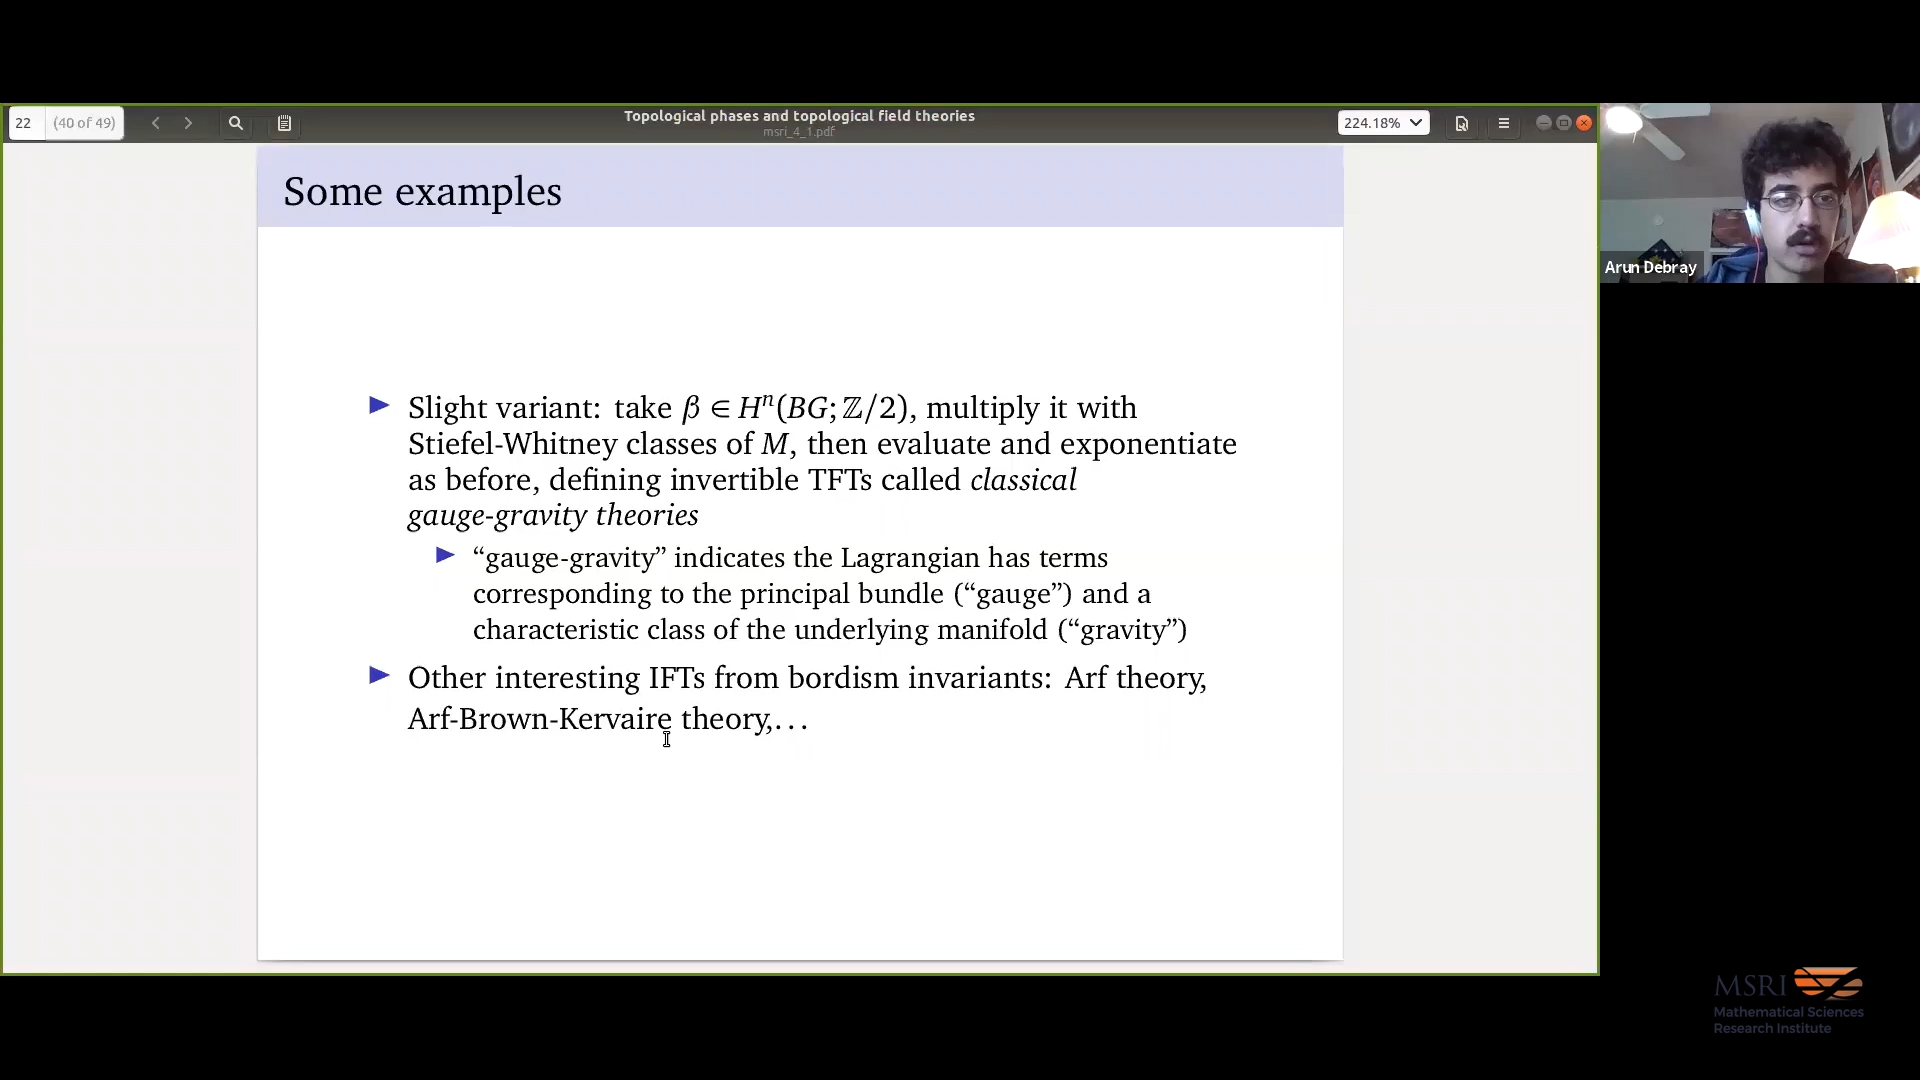 22 (40 of 49)
Topological phases and topological field theories
msri_4_1.pdf
224.18%
Some examples
Slight variant: take β ∈ Hⁿ(BG; ℤ/2), multiply it with
Stiefel-Whitney classes of M, then evaluate and exponentiate
as before, defining invertible TFTs called classical
gauge-gravity theories
“gauge-gravity” indicates the Lagrangian has terms
corresponding to the principal bundle (“gauge”) and a
characteristic class of the underlying manifold (“gravity”)
Other interesting IFTs from bordism invariants: Arf theory,
Arf-Brown-Kervaire theory,...
Arun Debray
MSRI
Mathematical Sciences
Research Institute